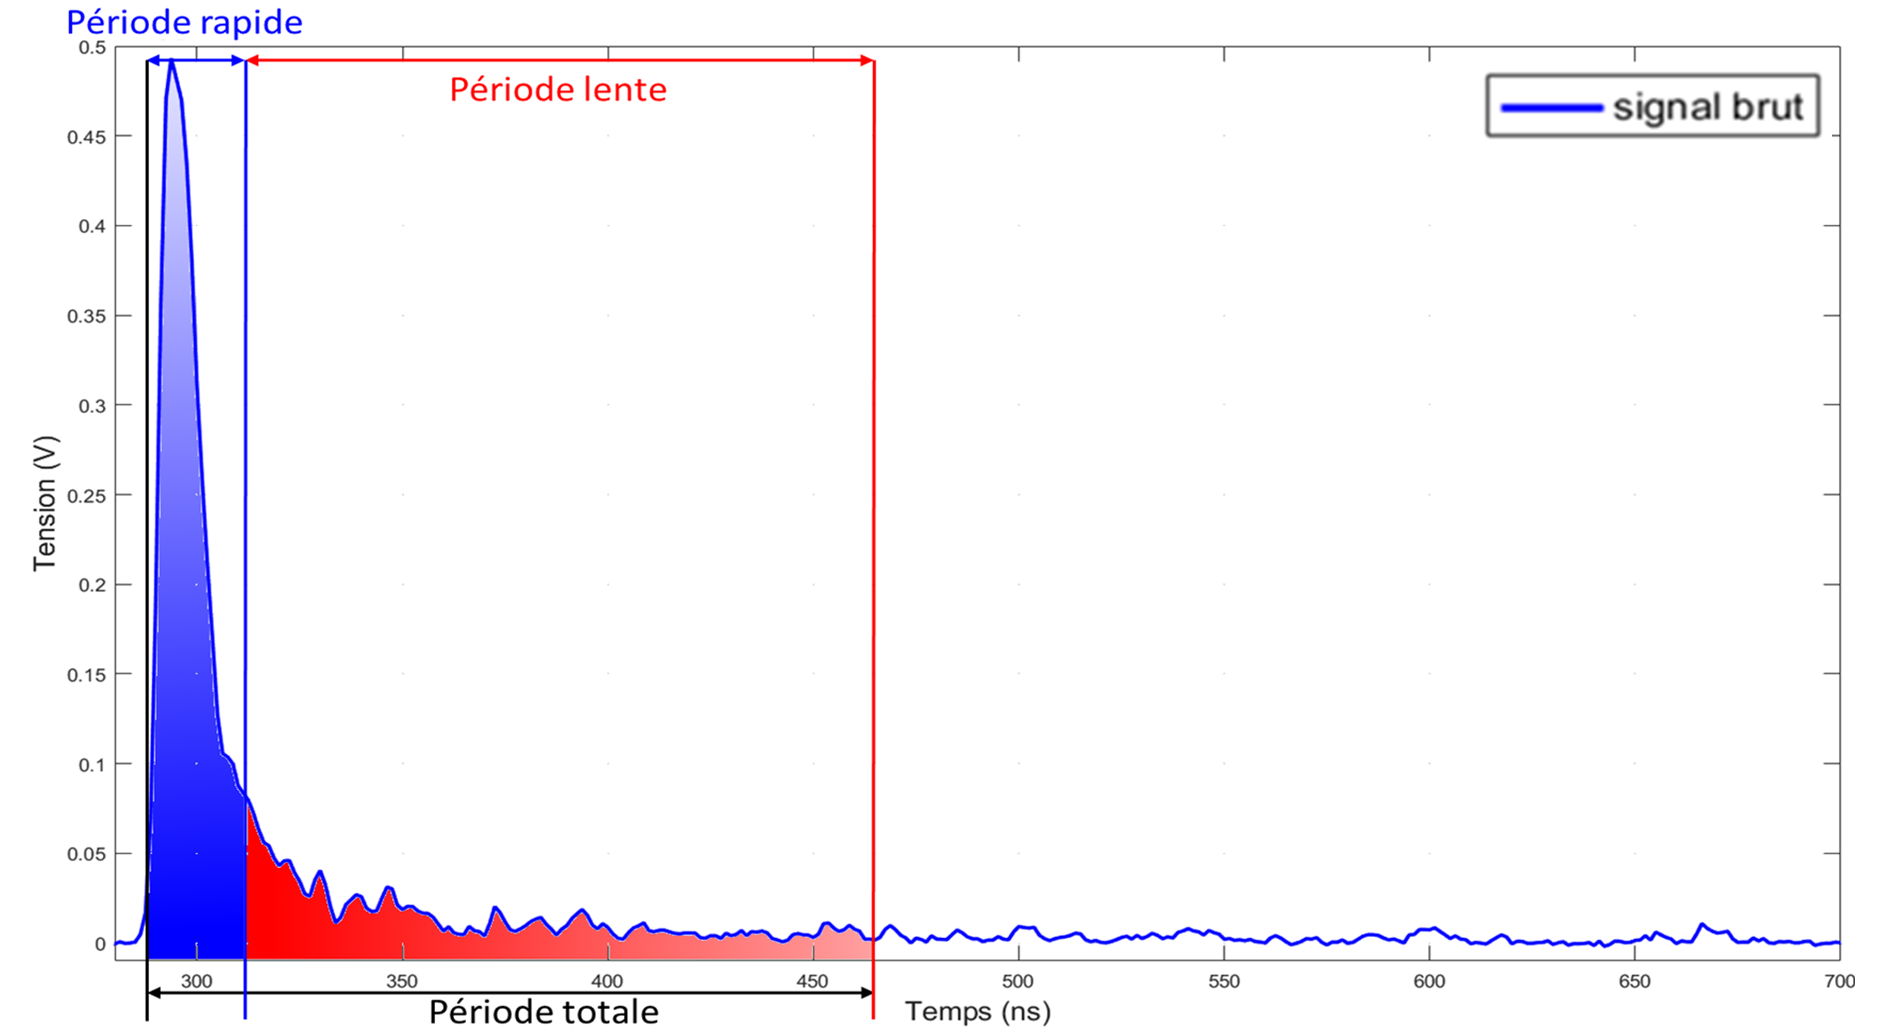 Période rapide
Période lente
signal brut
0.5
0.45
0.4
0.35
0.3
0.25
0.2
0.15
0.1
0.05
0
Tension (V)
300 350 400 450 500 550 600 650 700
Période totale
Temps (ns)